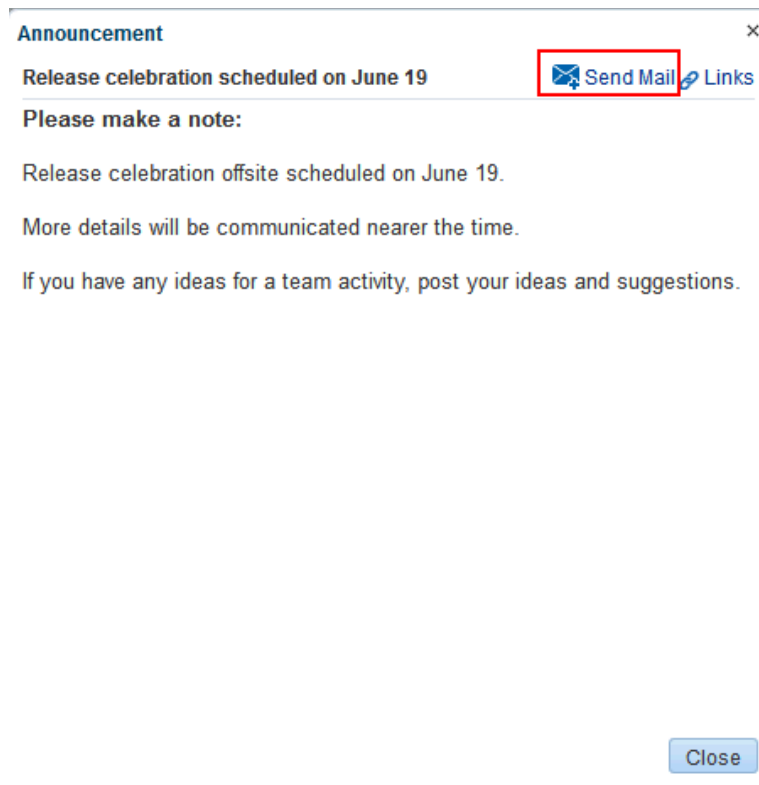 Announcement
Release celebration scheduled on June 19 Send Mail Links
Please make a note:
Release celebration offsite scheduled on June 19.
More details will be communicated nearer the time.
If you have any ideas for a team activity, post your ideas and suggestions.
Close